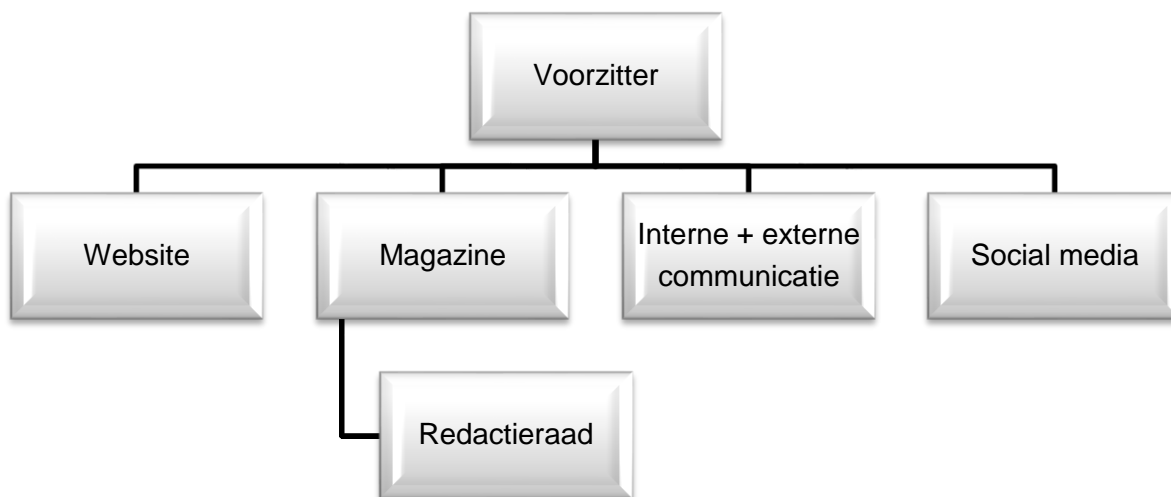 Voorzitter
Website
Magazine
Interne + externe
communicatie
Social media
Redactieraad